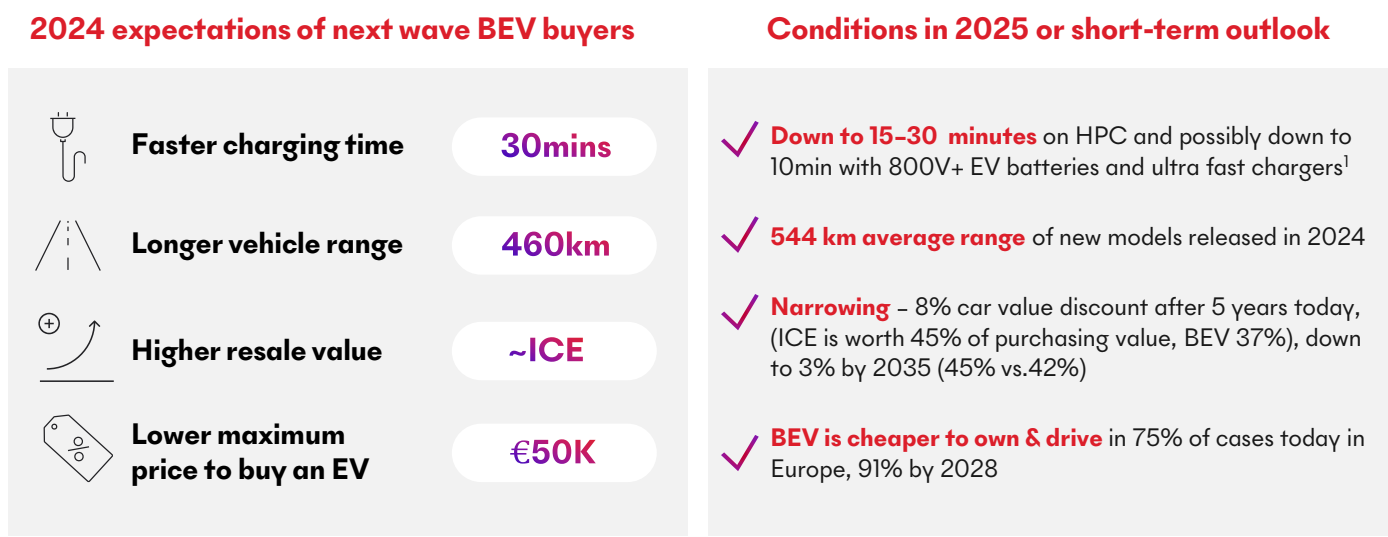 2024 expectations of next wave BEV buyers
Faster charging time
30mins
Longer vehicle range
460km
Higher resale value
~ICE
Lower maximum
price to buy an EV
€50K
%
Conditions in 2025 or short-term outlook
Down to 15–30 minutes on HPC and possibly down to
10min with 800V+ EV batteries and ultra fast chargers¹
544 km average range of new models released in 2024
Narrowing – 8% car value discount after 5 years today,
(ICE is worth 45% of purchasing value, BEV 37%), down
to 3% by 2035 (45% vs.42%)
BEV is cheaper to own & drive in 75% of cases today in
Europe, 91% by 2028